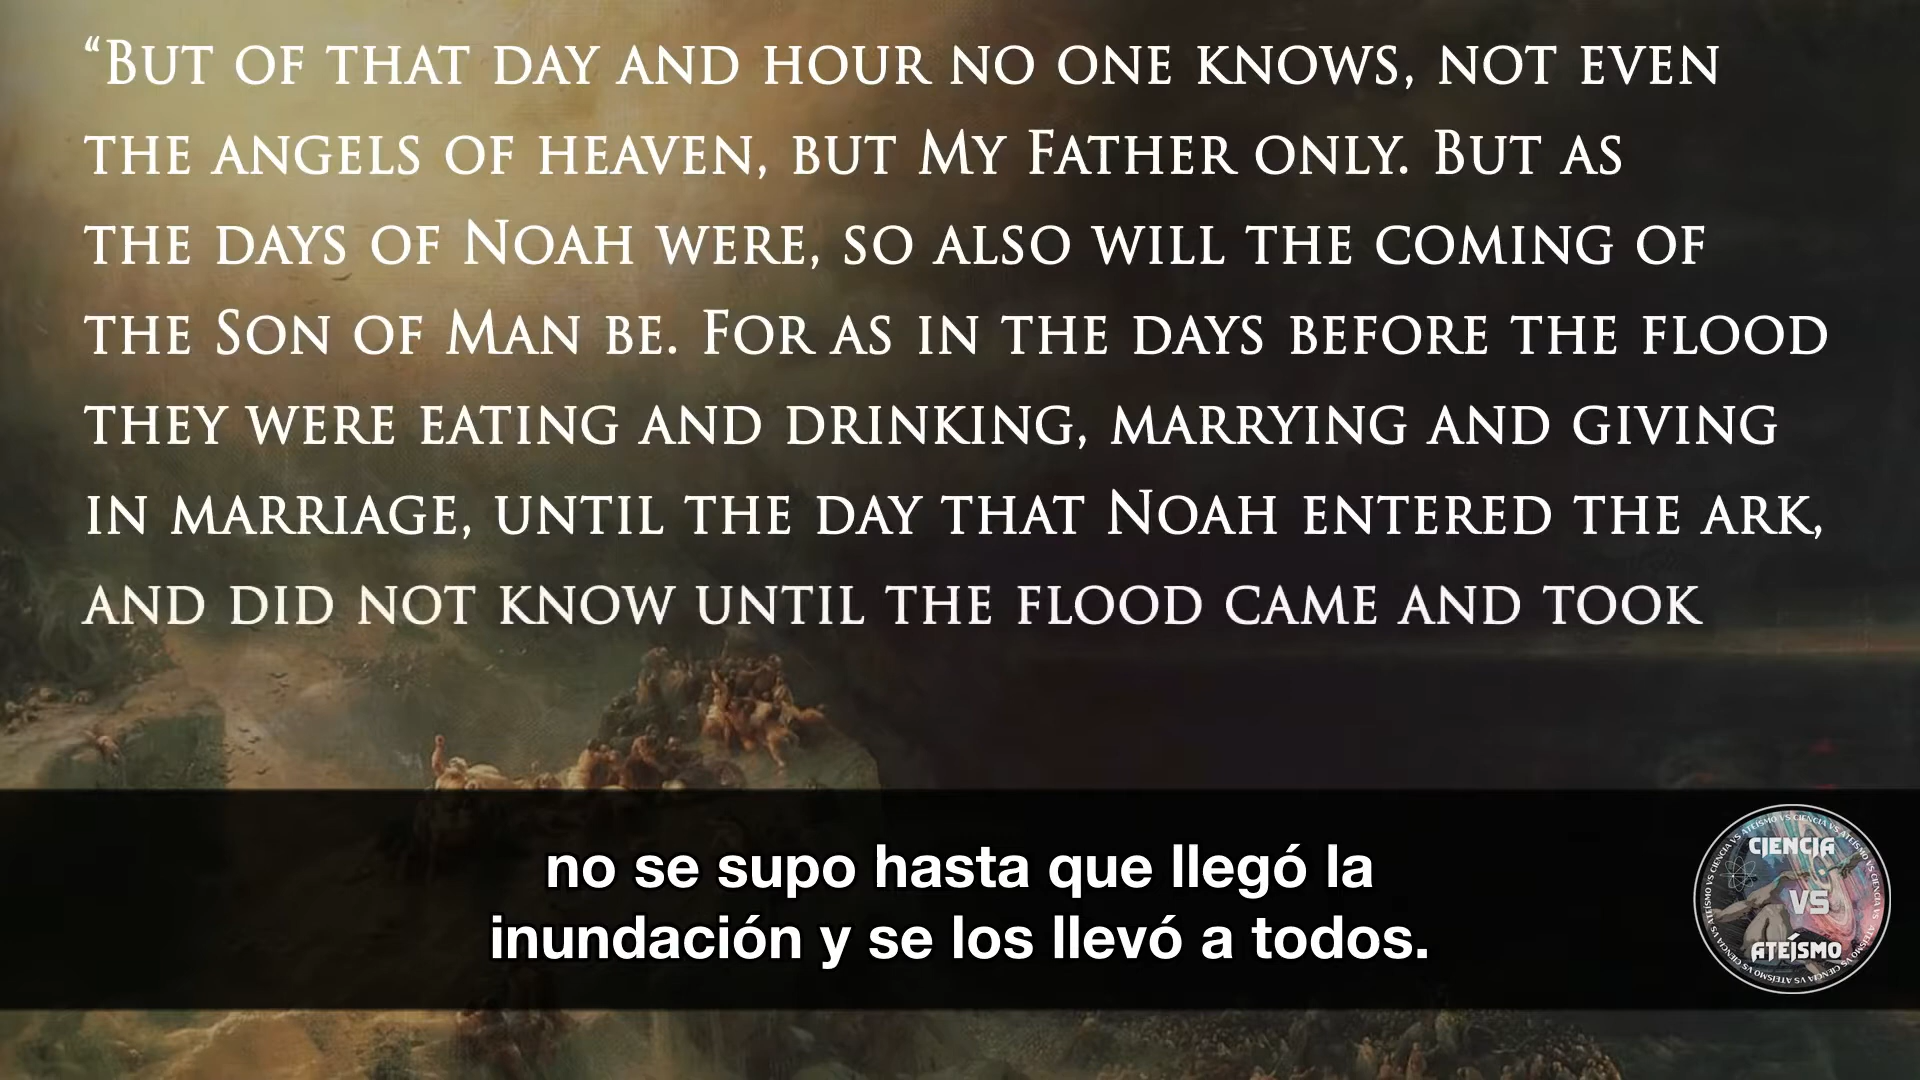 “But of that day and hour no one knows, not even
the angels of heaven, but My Father only. But as
the days of Noah were, so also will the coming of
the Son of Man be. For as in the days before the flood
they were eating and drinking, marrying and giving
in marriage, until the day that Noah entered the ark,
and did not know until the flood came and took
no se supo hasta que llegó la
inundación y se los llevó a todos.
CIENCIA
VS
ATEÍSMO